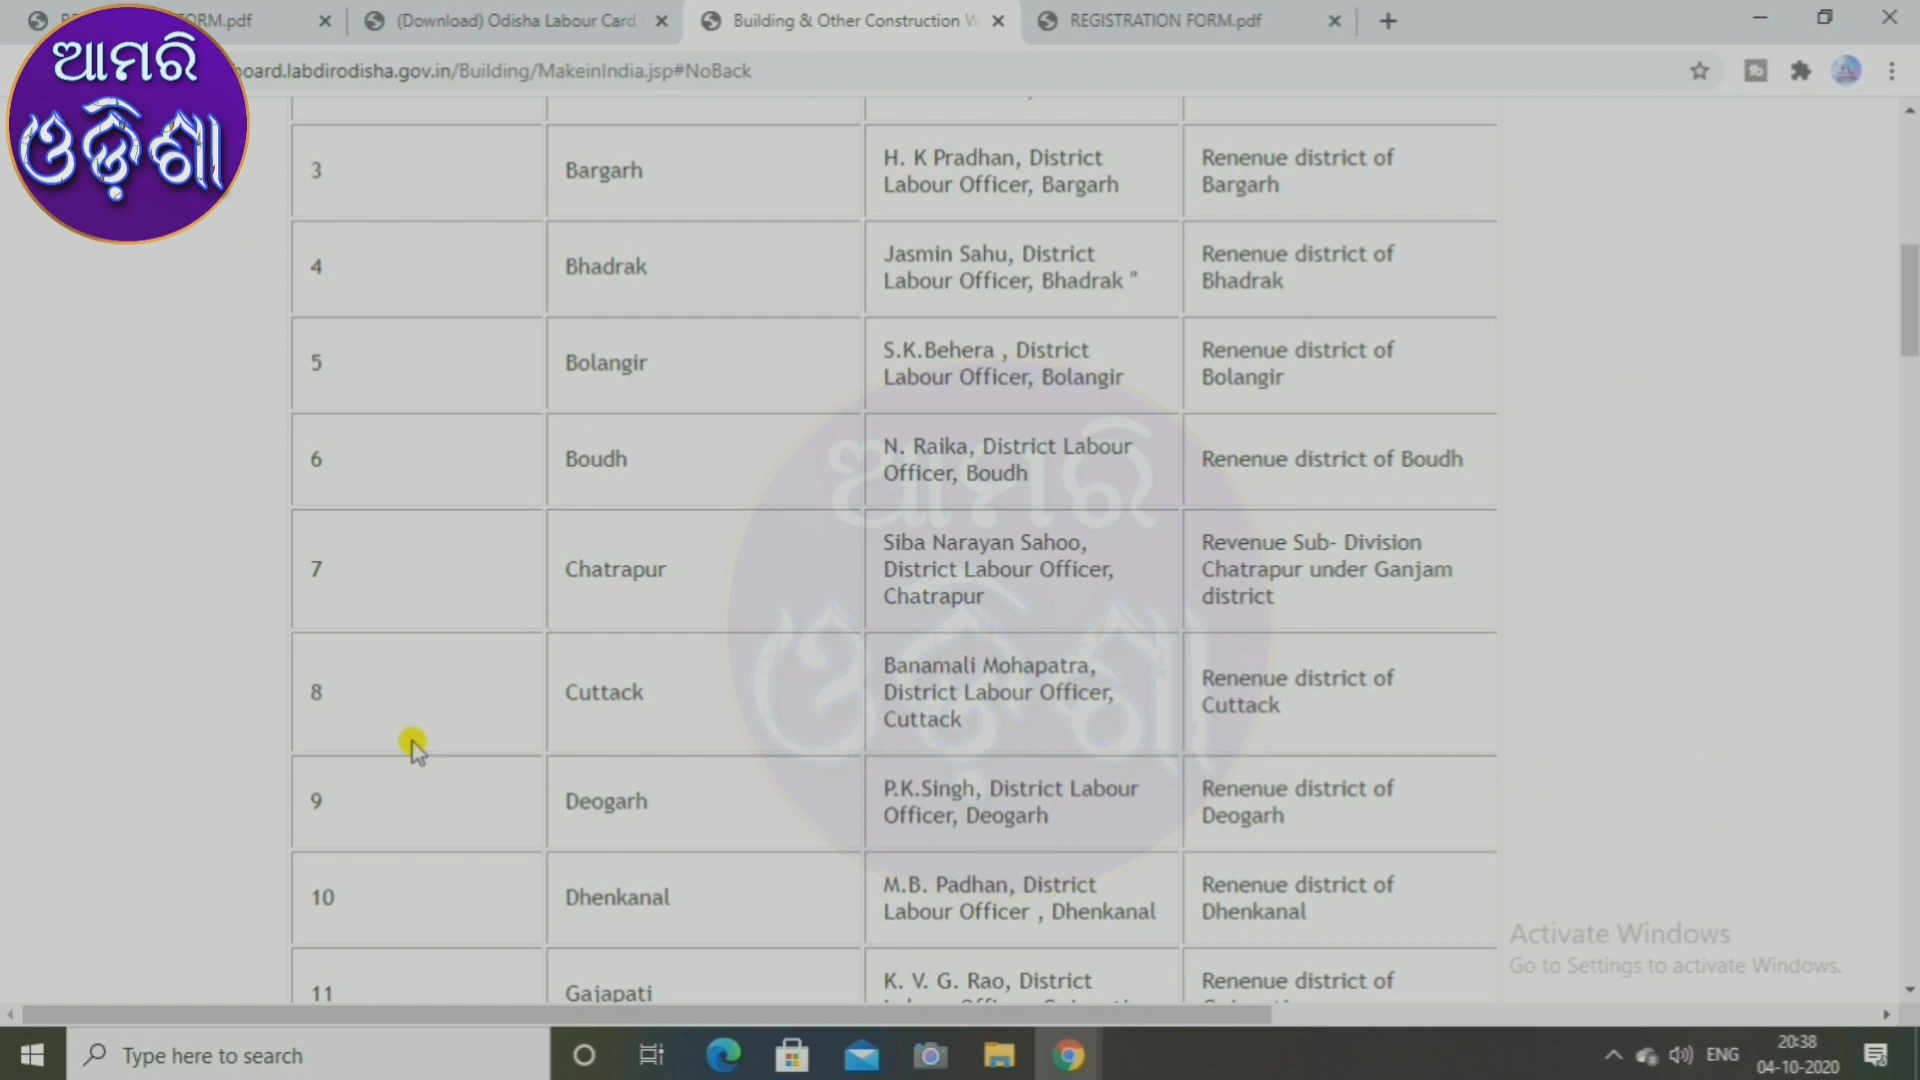 ଆମରି
ଓଡ଼ିଶା
FORM.pdf
(Download) Odisha Labour Card
Building & Other Construction W
REGISTRATION FORM.pdf
board.labdirodisha.gov.in/Building/MakeinIndia.jsp#NoBack
3
Bargarh
H. K Pradhan, District
Labour Officer, Bargarh
Renenue district of
Bargarh
4
Bhadrak
Jasmin Sahu, District
Labour Officer, Bhadrak "
Renenue district of
Bhadrak
5
Bolangir
S.K.Behera , District
Labour Officer, Bolangir
Renenue district of
Bolangir
6
Boudh
N. Raika, District Labour
Officer, Boudh
Renenue district of Boudh
7
Chatrapur
Siba Narayan Sahoo,
District Labour Officer,
Chatrapur
Revenue Sub- Division
Chatrapur under Ganjam
district
8
Cuttack
Banamali Mohapatra,
District Labour Officer,
Cuttack
Renenue district of
Cuttack
9
Deogarh
P.K.Singh, District Labour
Officer, Deogarh
Renenue district of
Deogarh
10
Dhenkanal
M.B. Padhan, District
Labour Officer , Dhenkanal
Renenue district of
Dhenkanal
11
Gajapati
K. V. G. Rao, District
Renenue district of
ଆମରି
ଓଡ଼ିଶା
Activate Windows
Go to Settings to activate Windows.
Type here to search
ENG
20:38
04-10-2020